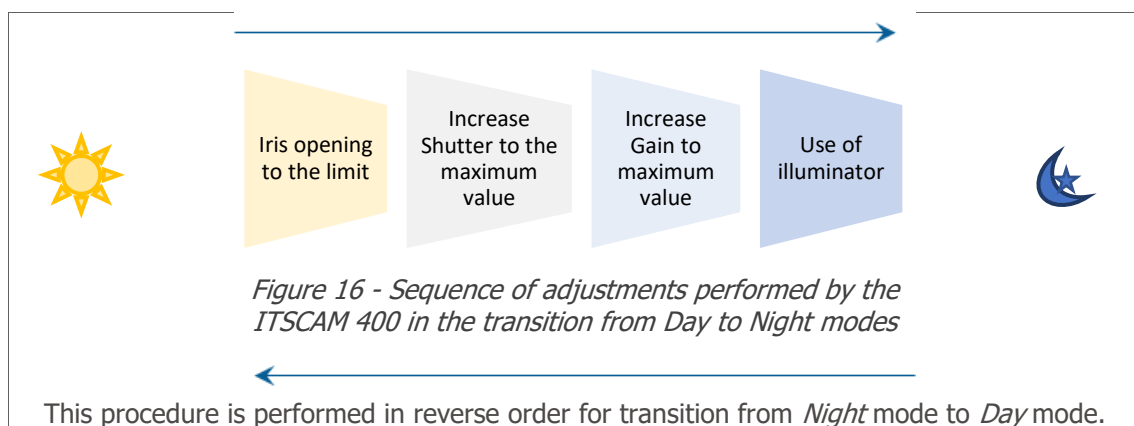 Iris opening
to the limit
Increase
Shutter to the
maximum
value
Increase
Gain to
maximum
value
Use of
illuminator
Figure 16 - Sequence of adjustments performed by the
ITSCAM 400 in the transition from Day to Night modes
This procedure is performed in reverse order for transition from Night mode to Day mode.